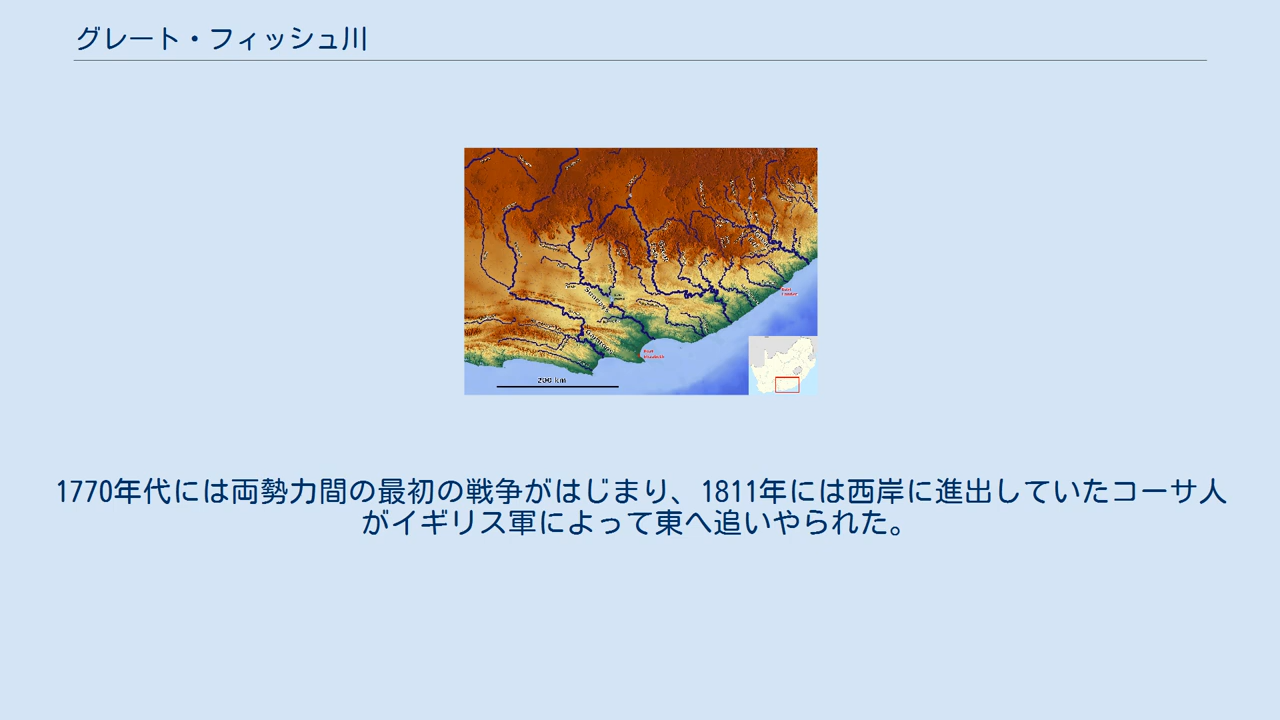 グレート・フィッシュ川
200 km
1770年代には両勢力間の最初の戦争がはじまり、1811年には西岸に進出していたコーサ人
がイギリス軍によって東へ追いやられた。